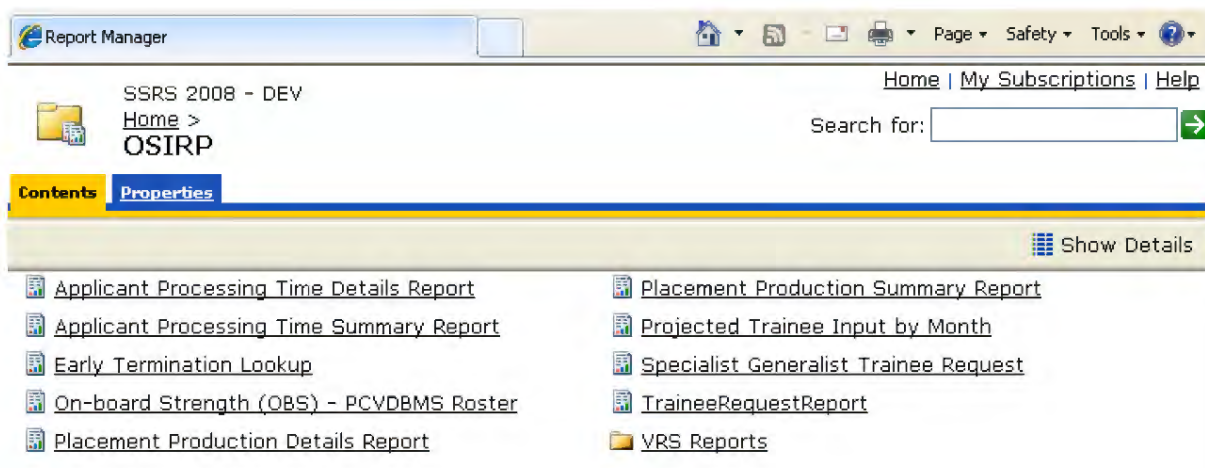 Report Manager
Page Safety Tools
Home | My Subscriptions | Help
SSRS 2008 - DEV
Home >
Search for:
OSIRP
Contents Properties
Show Details
Applicant Processing Time Details Report
Applicant Processing Time Summary Report
Early Termination Lookup
On-board Strength (OBS) - PCVDBMS Roster
Placement Production Details Report
Placement Production Summary Report
Projected Trainee Input by Month
Specialist Generalist Trainee Request
TraineeRequestReport
VRS Reports